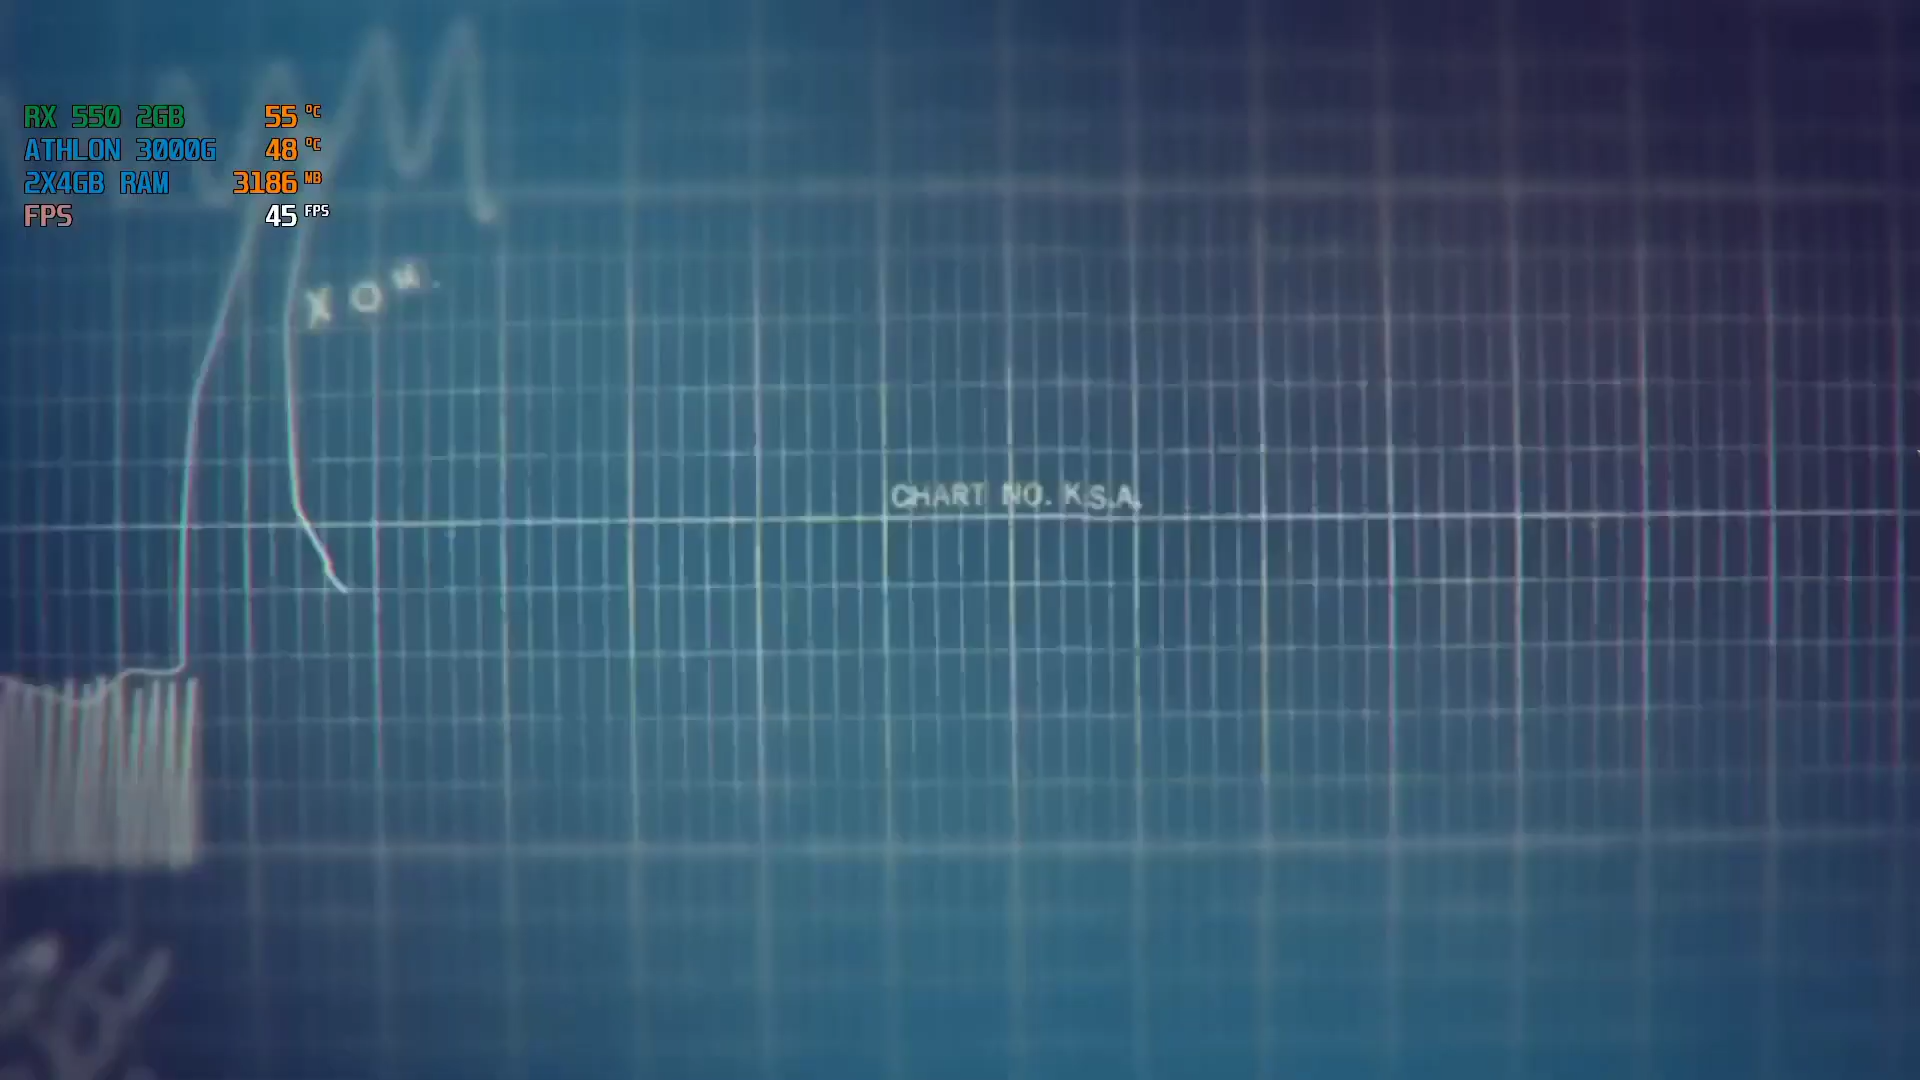 RX 550 2GB 55 °C
ATHLON 3000G 48 °C
2X4GB RAM 3186 MB
FPS 45 FPS
X O M.
CHART NO. K.S.A.